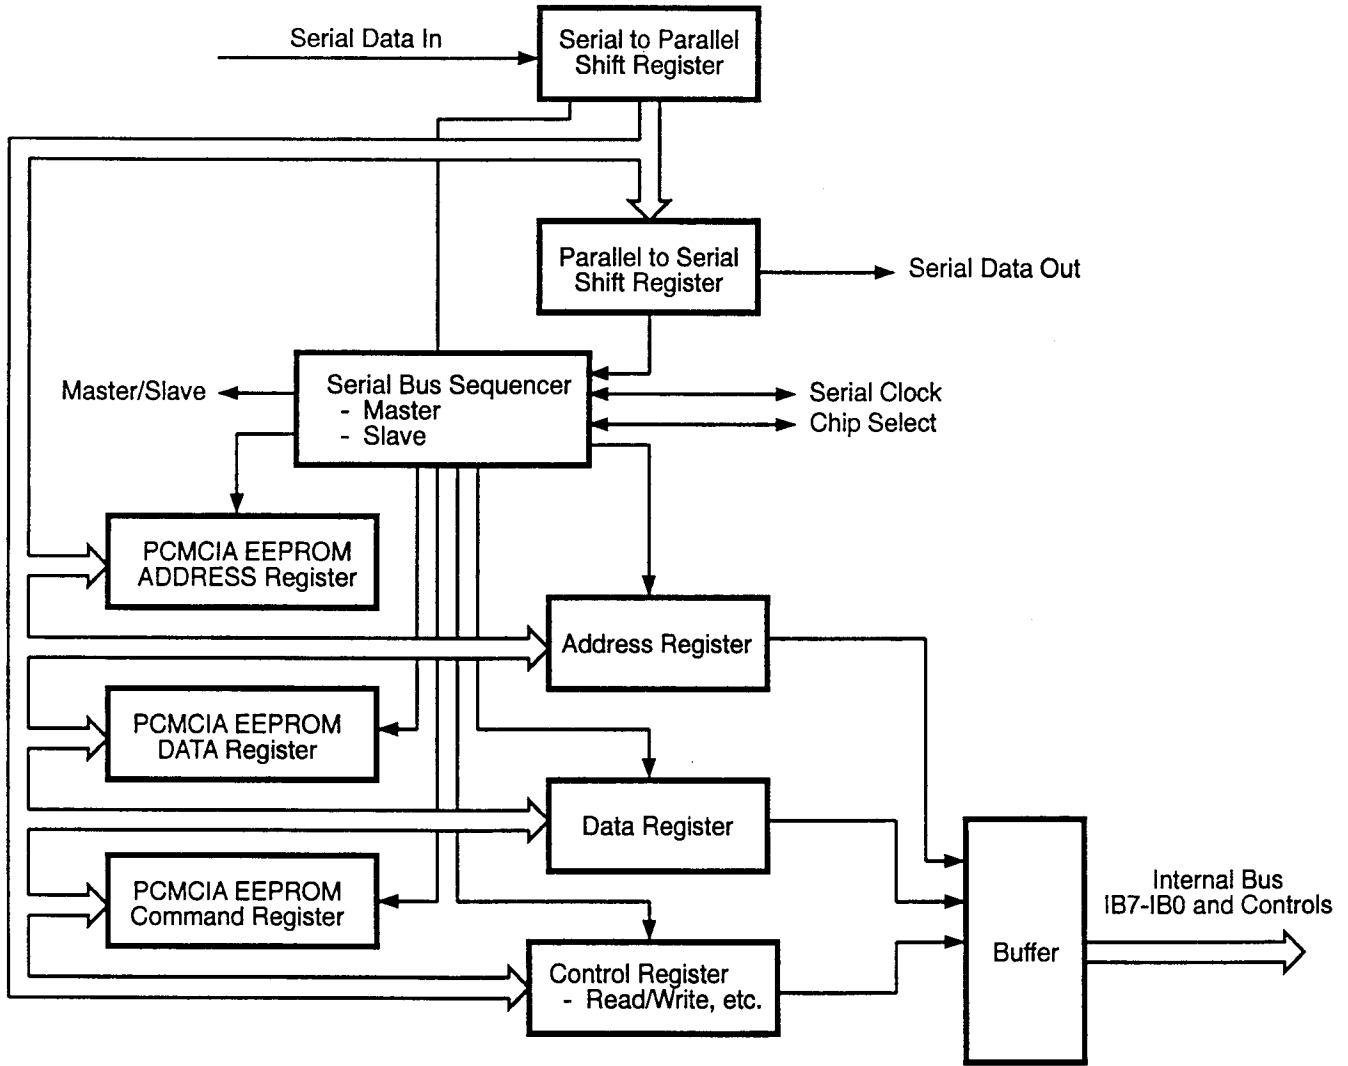 Serial Data In
Serial to Parallel
Shift Register
Parallel to Serial
Shift Register
Serial Data Out
Master/Slave
Serial Bus Sequencer
- Master
- Slave
Serial Clock
Chip Select
PCMCIA EEPROM
ADDRESS Register
Address Register
PCMCIA EEPROM
DATA Register
Data Register
PCMCIA EEPROM
Command Register
Control Register
- Read/Write, etc.
Buffer
Internal Bus
IB7-IB0 and Controls